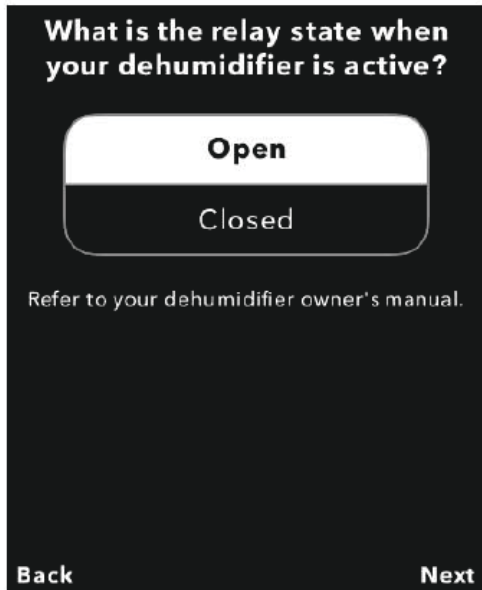 What is the relay state when
your dehumidifier is active?
Open
Closed
Refer to your dehumidifier owner's manual.
Back
Next